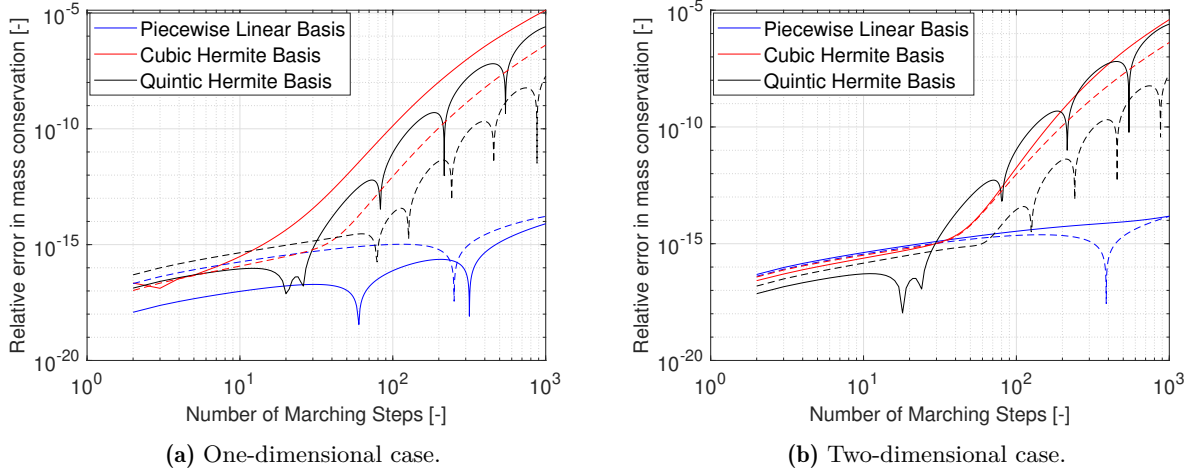 Relative error in mass conservation [-]
10^-5
10^-10
10^-15
10^-20
10^0
10^1
10^2
10^3
Piecewise Linear Basis
Cubic Hermite Basis
Quintic Hermite Basis
Number of Marching Steps [-]
(a) One-dimensional case.
Relative error in mass conservation [-]
10^-5
10^-10
10^-15
10^-20
10^0
10^1
10^2
10^3
Piecewise Linear Basis
Cubic Hermite Basis
Quintic Hermite Basis
Number of Marching Steps [-]
(b) Two-dimensional case.